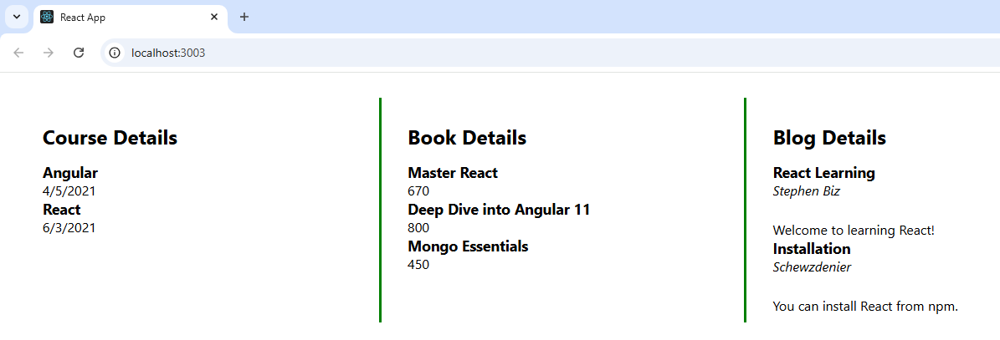 React App
localhost:3003
Course Details
Angular
4/5/2021
React
6/3/2021
Book Details
Master React
670
Deep Dive into Angular 11
800
Mongo Essentials
450
Blog Details
React Learning
Stephen Biz
Welcome to learning React!
Installation
Schewzdenier
You can install React from npm.